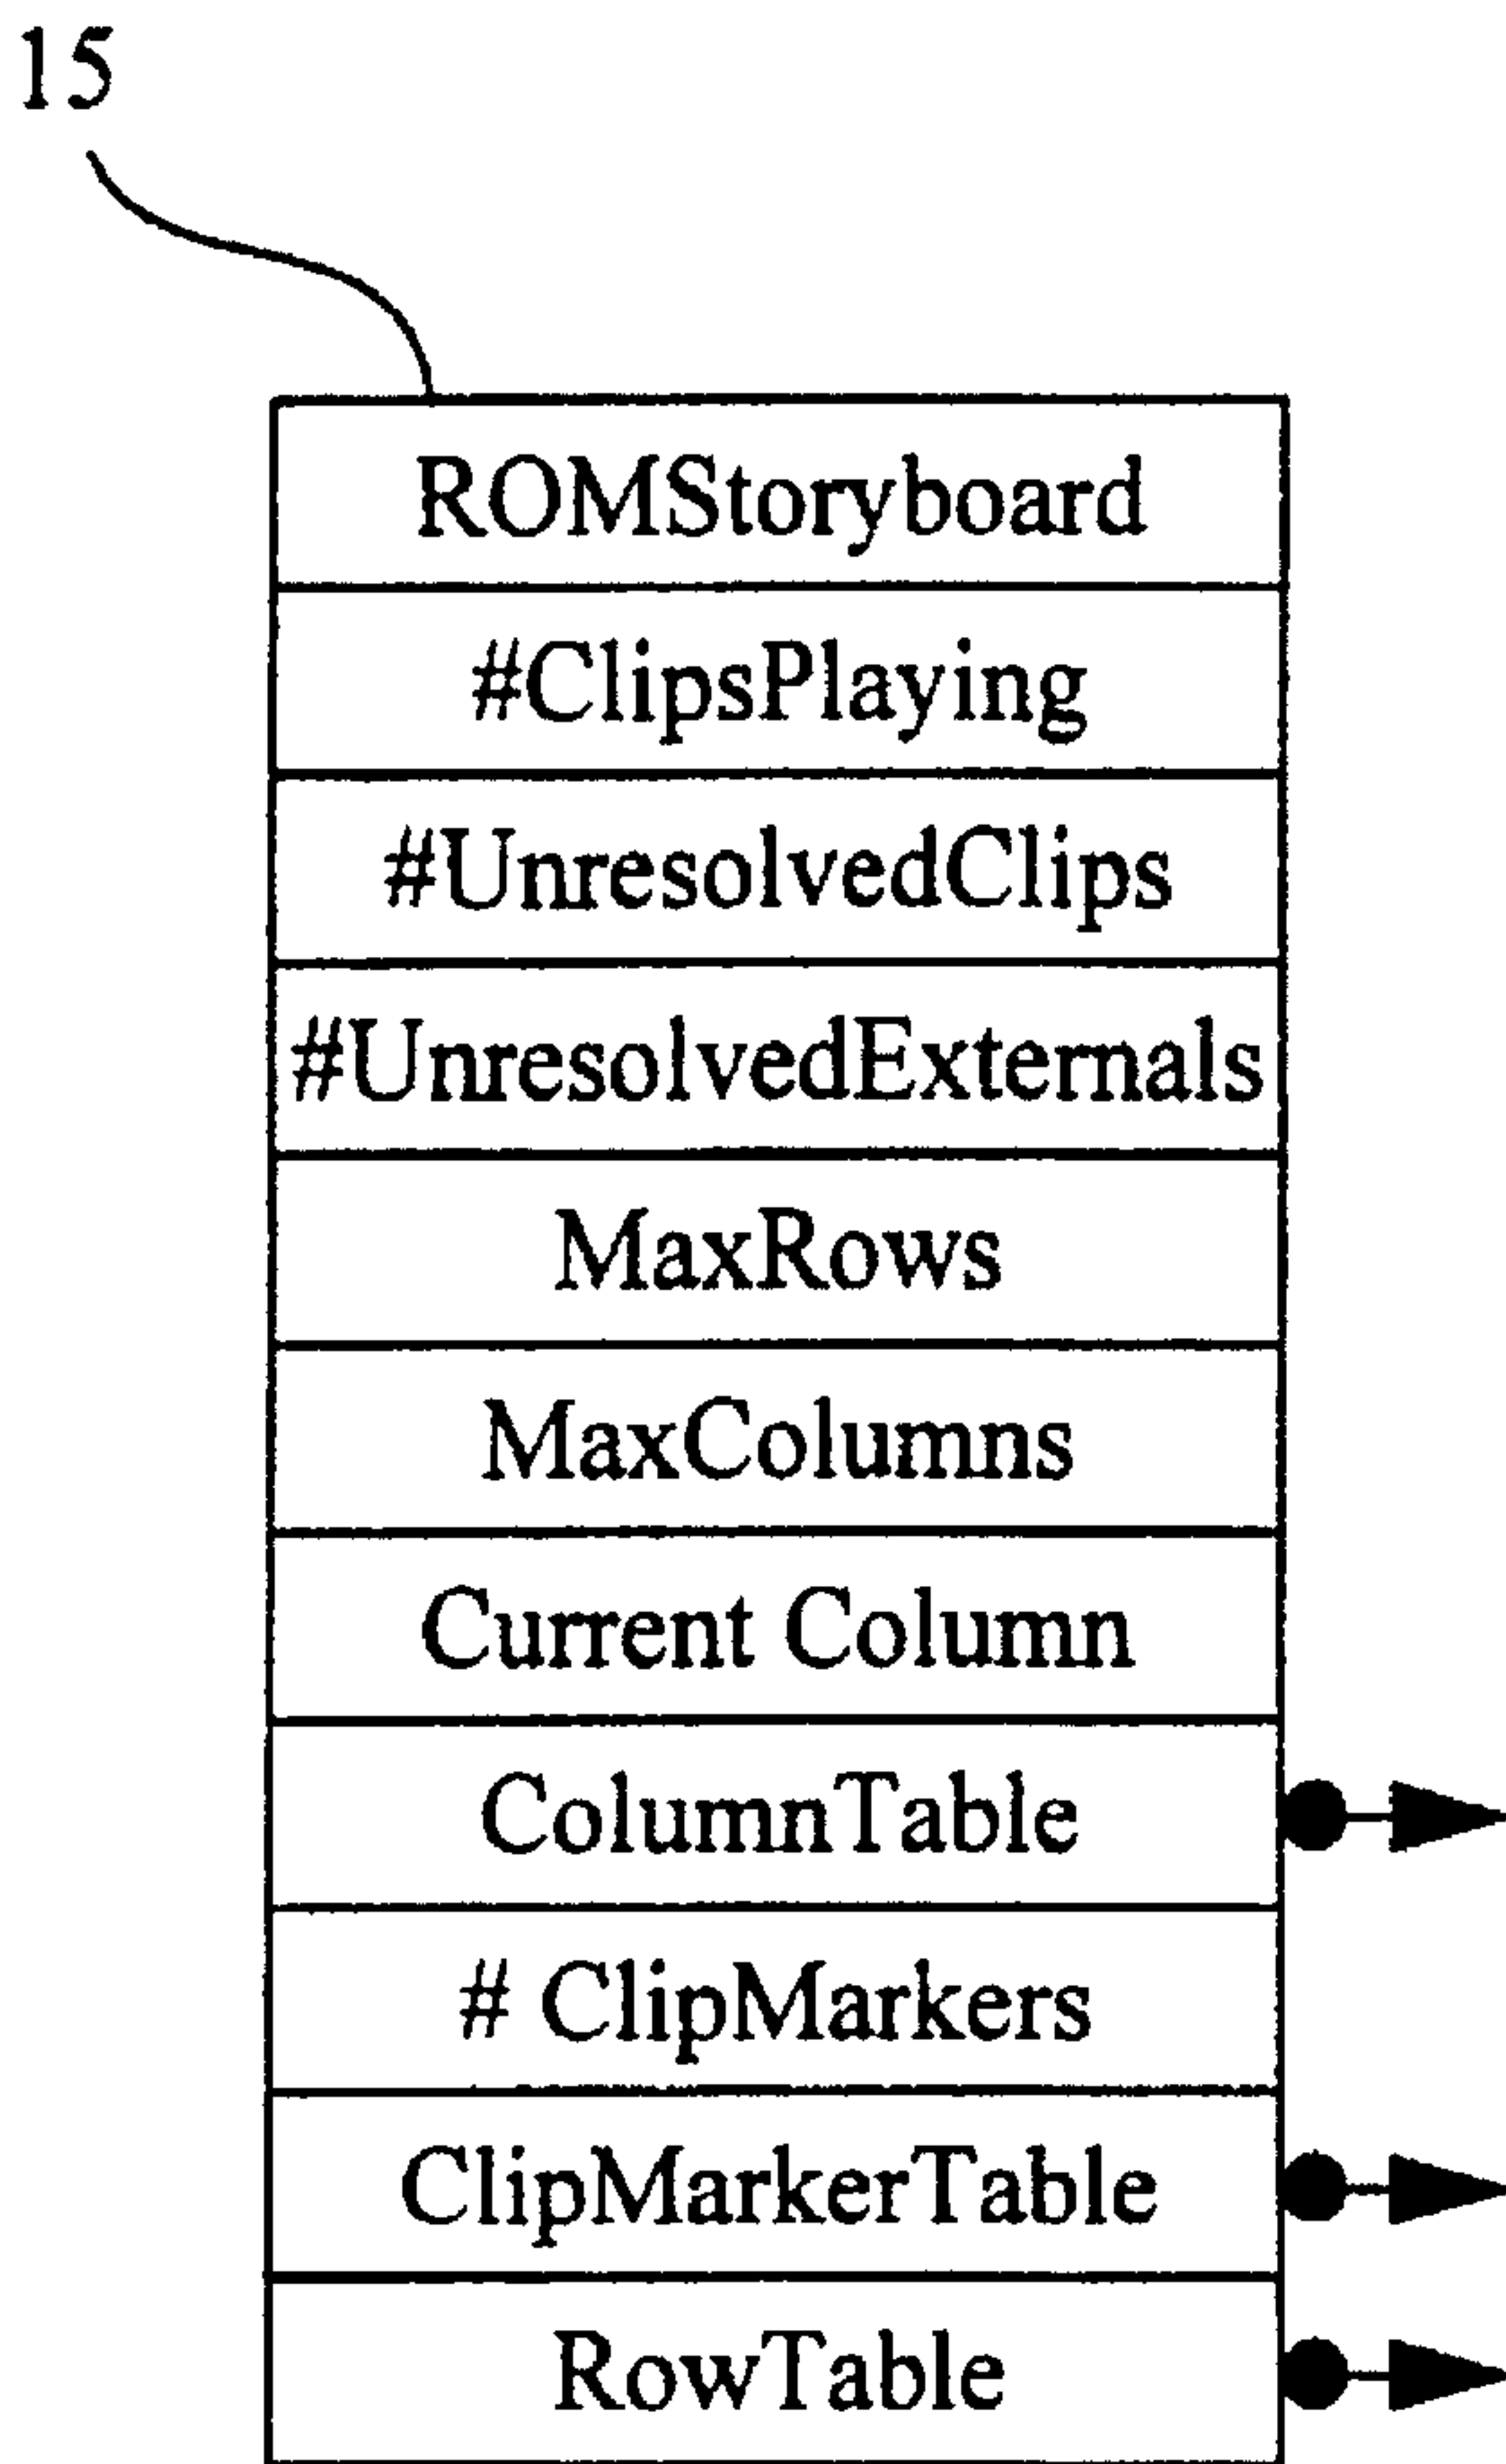 15
ROMStoryboard
#ClipsPlaying
#UnresolvedClips
#UnresolvedExternals
MaxRows
MaxColumns
Current Column
ColumnTable
# ClipMarkers
ClipMarkerTable
RowTable